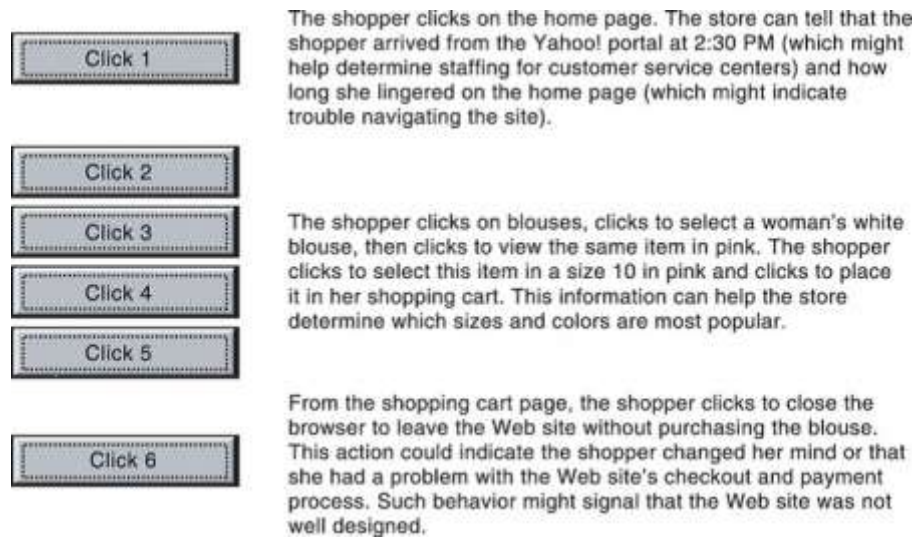 Click 1
The shopper clicks on the home page. The store can tell that the
shopper arrived from the Yahoo! portal at 2:30 PM (which might
help determine staffing for customer service centers) and how
long she lingered on the home page (which might indicate
trouble navigating the site).
Click 2
Click 3
Click 4
Click 5
The shopper clicks on blouses, clicks to select a woman's white
blouse, then clicks to view the same item in pink. The shopper
clicks to select this item in a size 10 in pink and clicks to place
it in her shopping cart. This information can help the store
determine which sizes and colors are most popular.
Click 6
From the shopping cart page, the shopper clicks to close the
browser to leave the Web site without purchasing the blouse.
This action could indicate the shopper changed her mind or that
she had a problem with the Web site's checkout and payment
process. Such behavior might signal that the Web site was not
well designed.